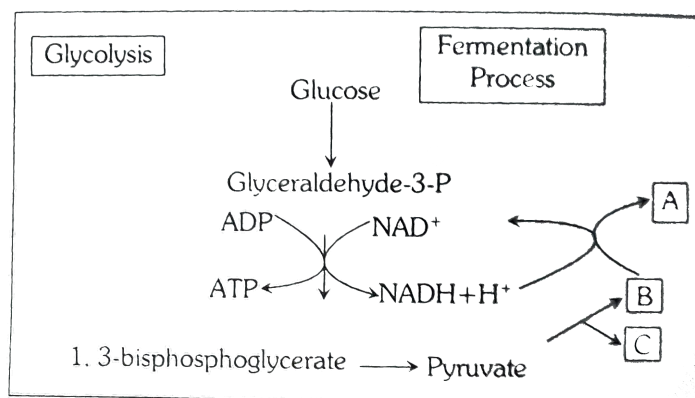 Glycolysis
Fermentation
Process
Glucose
Glyceraldehyde-3-P
ADP
NAD⁺
A
ATP
NADH+H⁺
B
C
1. 3-bisphosphoglycerate
Pyruvate